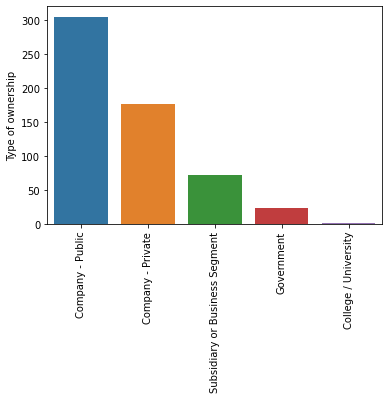 Type of ownership
300
250
200
150
100
50
0
Company - Public
Company - Private
Subsidiary or Business Segment
Government
College / University